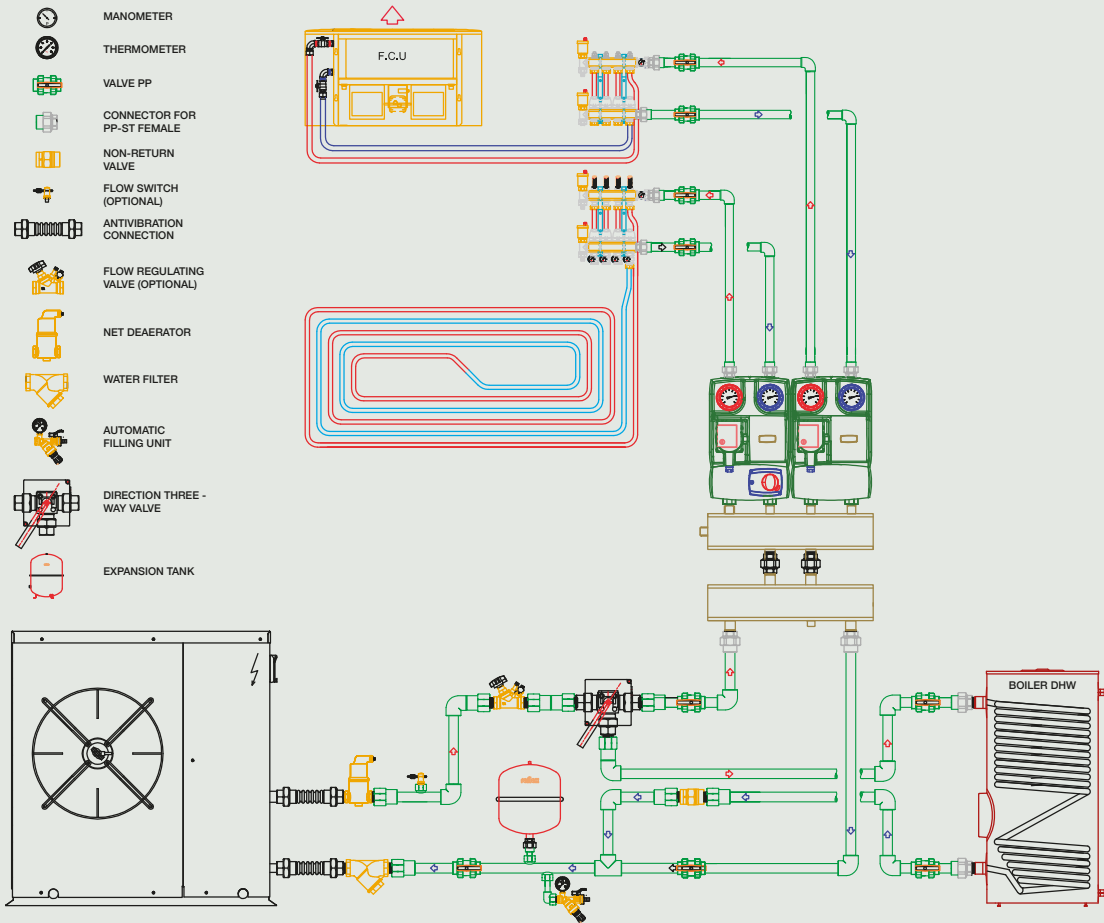 MANOMETER
THERMOMETER
VALVE PP
CONNECTOR FOR
PP-ST FEMALE
NON-RETURN
VALVE
FLOW SWITCH
(OPTIONAL)
ANTIVIBRATION
CONNECTION
FLOW REGULATING
VALVE (OPTIONAL)
NET DEAERATOR
WATER FILTER
AUTOMATIC
FILLING UNIT
DIRECTION THREE -
WAY VALVE
EXPANSION TANK
F.C.U
BOILER DHW